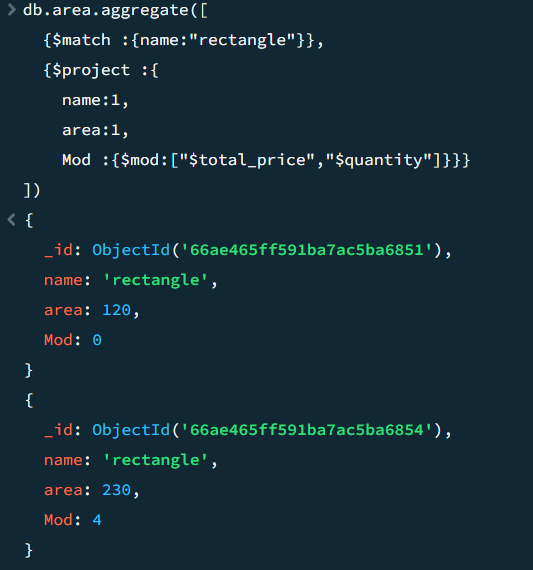 db.area.aggregate([
{$match :{name:"rectangle"}},
{$project :{
name:1,
area:1,
Mod :{$mod:["$total_price","$quantity"]}}}
])
{
_id: ObjectId('66ae465ff591ba7ac5ba6851'),
name: 'rectangle',
area: 120,
Mod: 0
}
{
_id: ObjectId('66ae465ff591ba7ac5ba6854'),
name: 'rectangle',
area: 230,
Mod: 4
}